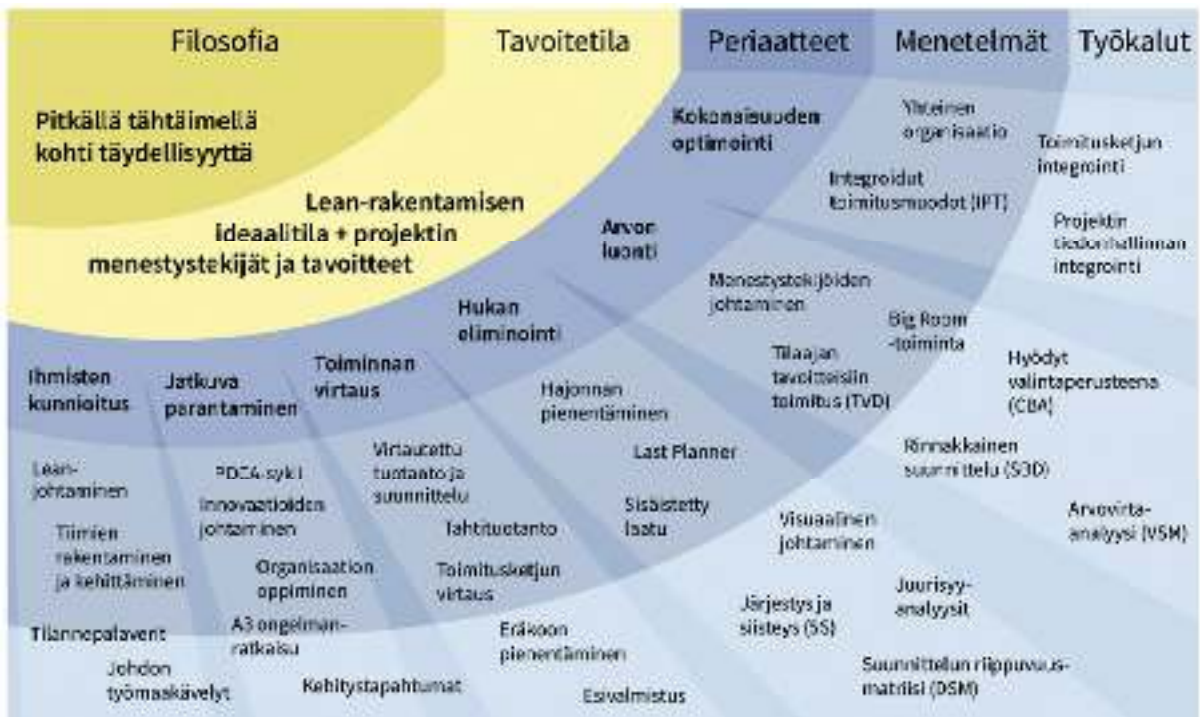 Filosofia
Tavoitetila
Periaatteet
Menetelmät
Työkalut
Pitkällä tähtäimellä
kohti täydellisyyttä
Lean-rakentamisen
ideaalitila + projektin
menestystekijät ja tavoitteet
Kokonaisuuden
optimointi
Arvon
luonti
Hukan
eliminointi
Toiminnan
virtaus
Jatkuva
parantaminen
Ihmisten
kunnioitus
Yhteinen
organisaatio
Integroidut
toimitusmuodot (IPT)
Toimitusketjun
integrointi
Projektin
tiedonhallinnan
integrointi
Menestystekijöiden
johtaminen
Big Room
-toiminta
Tilaajan
tavoitteisiin
toimitus (TVD)
Hyödyt
valintaperusteena
(CBA)
Hajonnan
pienentäminen
Last Planner
Sisäistetty
laatu
Rinnakkainen
suunnittelu (SBD)
Visuaalinen
johtaminen
Arvovirta-
analyysi (VSM)
Juurisyy-
analyysit
Järjestys ja
siisteys (5S)
Suunnittelun riippuvuus-
matriisi (DSM)
Virtautettu
tuotanto ja
suunnittelu
Tahtituotanto
Toimitusketjun
virtaus
Eräkoon
pienentäminen
Esivalmistus
PDCA-sykli
Innovaatioiden
johtaminen
Organisaation
oppiminen
A3 ongelman-
ratkaisu
Kehitystapahtumat
Lean-
johtaminen
Tiimien
rakentaminen
ja kehittäminen
Tilannepalaverit
Johdon
työmaakävelyt